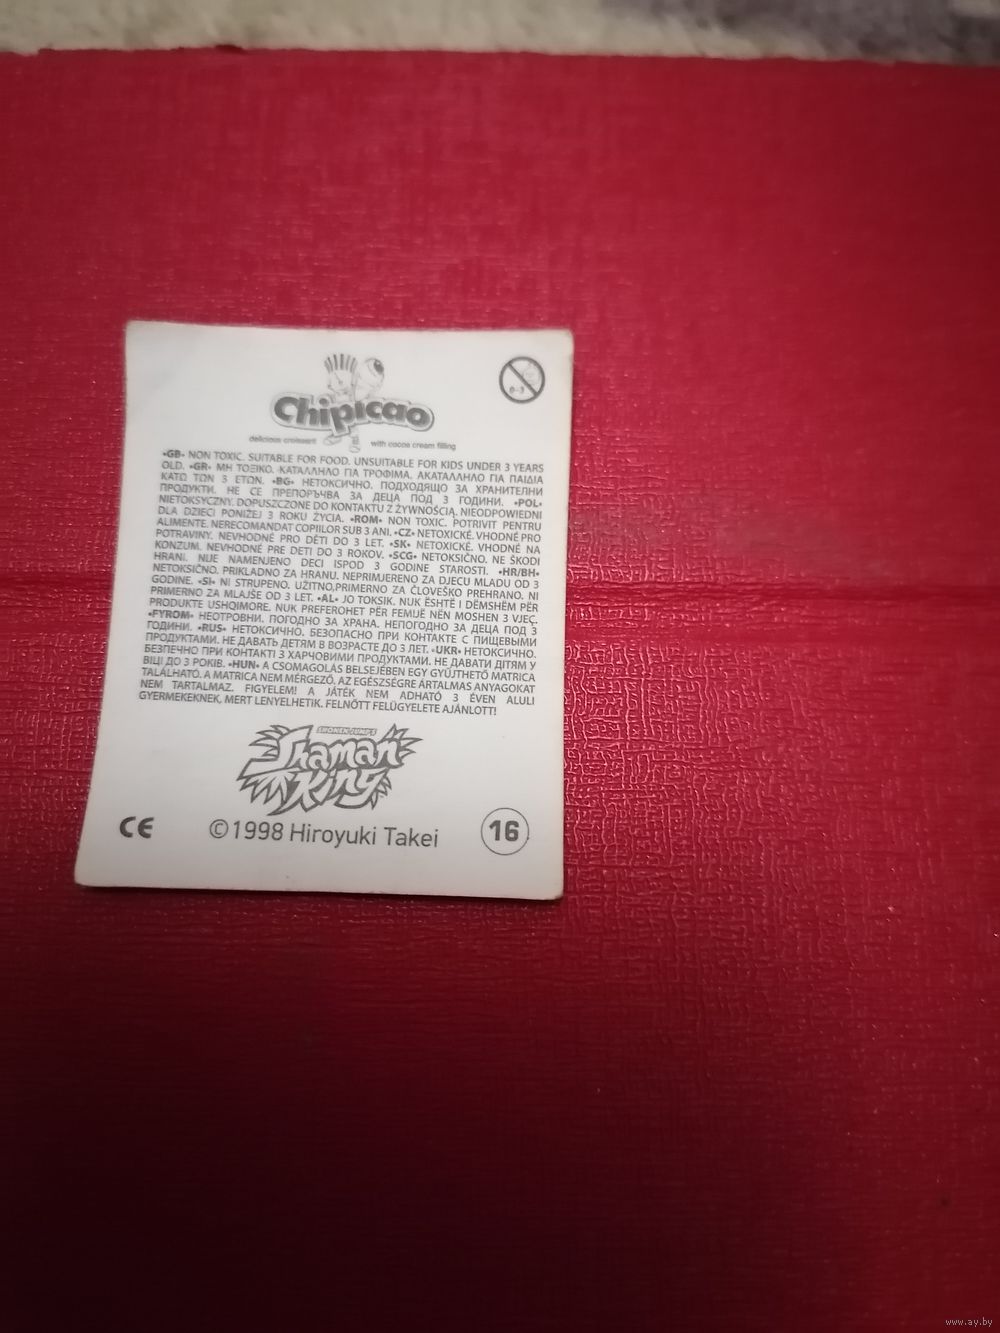 Chipicao
delicious croissant with cocoa cream filling
0-3
•GB• NON TOXIC. SUITABLE FOR FOOD. UNSUITABLE FOR KIDS UNDER 3 YEARS
OLD. •GR• ΜΗ ΤΟΞΙΚΟ. ΚΑΤΑΛΛΗΛΟ ΓΙΑ ΤΡΟΦΙΜΑ. ΑΚΑΤΑΛΛΗΛΟ ΓΙΑ ΠΑΙΔΙΑ
ΚΑΤΩ ΤΩΝ 3 ΕΤΩΝ. •BG• НЕТОКСИЧНО. ПОДХОДЯЩО ЗА ХРАНИТЕЛНИ
ПРОДУКТИ. НЕ СЕ ПРЕПОРЪЧВА ЗА ДЕЦА ПОД 3 ГОДИНИ. •POL•
NIETOKSYCZNY. DOPUSZCZONE DO KONTAKTU Z ŻYWNOŚCIĄ. NIEODPOWIEDNI
DLA DZIECI PONIŻEJ 3 ROKU ŻYCIA. •ROM• NON TOXIC. POTRIVIT PENTRU
ALIMENTE. NERECOMANDAT COPIILOR SUB 3 ANI. •CZ• NETOXICKÉ. VHODNÉ PRO
POTRAVINY. NEVHODNÉ PRO DĚTI DO 3 LET. •SK• NETOXICKÉ. VHODNÉ NA
KONZUM. NEVHODNÉ PRE DETI DO 3 ROKOV. •SCG• NETOKSIČNO. NE ŠKODI
HRANI. NIJE NAMENJENO DECI ISPOD 3 GODINE STAROSTI. •HR/BH•
NETOKSIČNO. PRIKLADNO ZA HRANU. NEPRIMJERENO ZA DJECU MLAĐU OD 3
GODINE. •SI• NI STRUPENO. UŽITNO,PRIMERNO ZA ČLOVEŠKO PREHRANO. NI
PRIMERNO ZA MLAJŠE OD 3 LET. •AL• JO TOKSIK. NUK ËSHTË I DËMSHËM PËR
PRODUKTE USHQIMORE. NUK PREFEROHET PËR FEMIJË NËN MOSHEN 3 VJEÇ.
•FYROM• НЕОТРОВНИ. ПОГОДНО ЗА ХРАНА. НЕПОГОДНО ЗА ДЕЦА ПОД 3
ГОДИНИ. •RUS• НЕТОКСИЧНО. БЕЗОПАСНО ПРИ КОНТАКТЕ С ПИЩЕВЫМИ
ПРОДУКТАМИ. НЕ ДАВАТЬ ДЕТЯМ В ВОЗРАСТЕ ДО 3 ЛЕТ. •UKR• НЕТОКСИЧНО.
БЕЗПЕЧНО ПРИ КОНТАКТІ З ХАРЧОВИМИ ПРОДУКТАМИ. НЕ ДАВАТИ ДІТЯМ У
ВІЦІ ДО 3 РОКІВ. •HUN• A CSOMAGOLÁS BELSEJÉBEN EGY GYŰJTHETŐ MATRICA
TALÁLHATÓ. A MATRICA NEM MÉRGEZŐ, AZ EGÉSZSÉGRE ÁRTALMAS ANYAGOKAT
NEM TARTALMAZ. FIGYELEM! A JÁTÉK NEM ADHATÓ 3 ÉVEN ALULI
GYERMEKEKNEK, MERT LENYELHETIK. FELNŐTT FELÜGYELETE AJÁNLOTT!
SHONEN JUMP'S
Shaman
King
CE ©1998 Hiroyuki Takei 16
www.ay.by